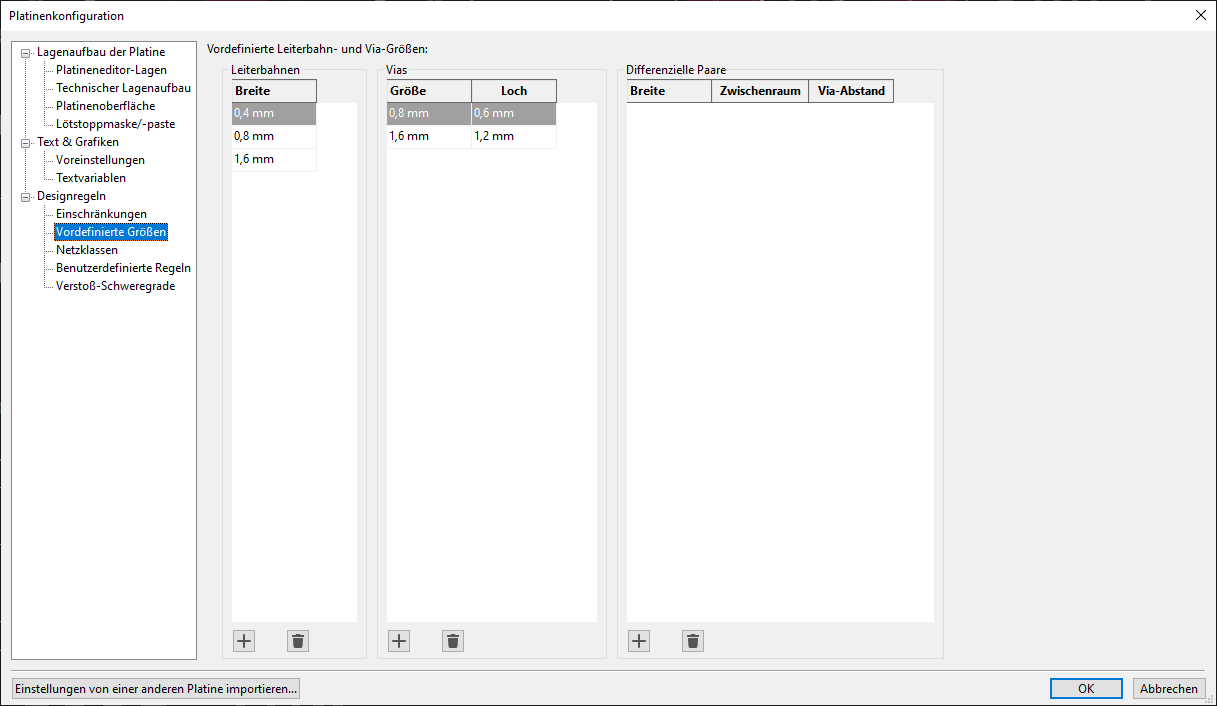 Platinenkonfiguration
Lagenaufbau der Platine
Platineneditor-Lagen
Technischer Lagenaufbau
Platinenoberfläche
Lötstoppmaske/-paste
Text & Grafiken
Voreinstellungen
Textvariablen
Designregeln
Einschränkungen
Vordefinierte Größen
Netzklassen
Benutzerdefinierte Regeln
Verstoß-Schweregrade
Vordefinierte Leiterbahn- und Via-Größen:
Leiterbahnen
Breite
0,4 mm
0,8 mm
1,6 mm
Vias
Größe Loch
0,8 mm 0,6 mm
1,6 mm 1,2 mm
Differenzielle Paare
Breite Zwischenraum Via-Abstand
Einstellungen von einer anderen Platine importieren...
OK Abbrechen